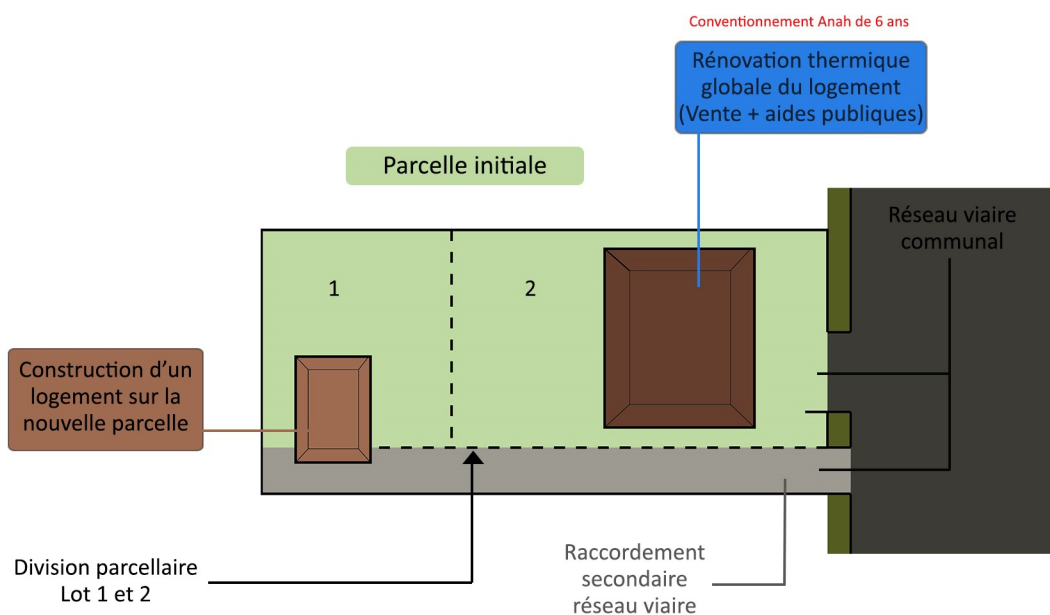 Conventionnement Anah de 6 ans
Rénovation thermique
globale du logement
(Vente + aides publiques)
Parcelle initiale
Réseau viaire
communal
1
2
Construction d'un
logement sur la
nouvelle parcelle
Division parcellaire
Lot 1 et 2
Raccordement
secondaire
réseau viaire